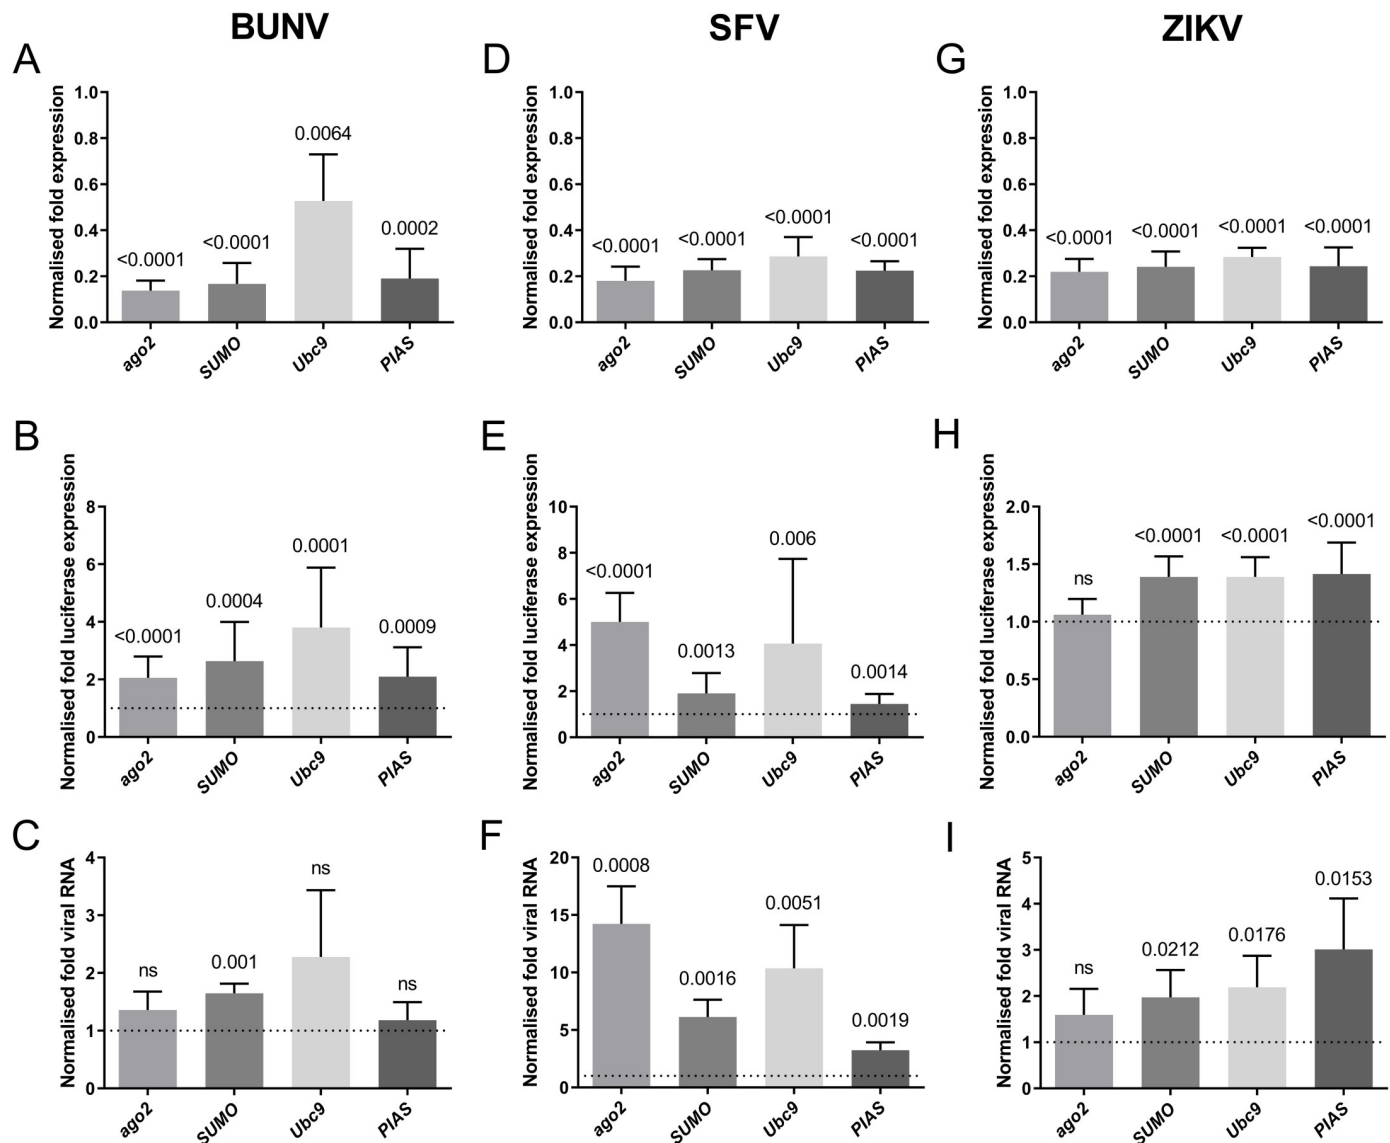 BUNV
SFV
ZIKV
A
Normalised fold expression
1.0
0.8
0.6
0.4
0.2
0.0
<0.0001
<0.0001
0.0064
0.0002
ago2
SUMO
Ubc9
PIAS
D
Normalised fold expression
1.0
0.8
0.6
0.4
0.2
0.0
<0.0001
<0.0001
<0.0001
<0.0001
ago2
SUMO
Ubc9
PIAS
G
Normalised fold expression
1.0
0.8
0.6
0.4
0.2
0.0
<0.0001
<0.0001
<0.0001
<0.0001
ago2
SUMO
Ubc9
PIAS
B
Normalised fold luciferase expression
8
6
4
2
0
<0.0001
0.0004
0.0001
0.0009
ago2
SUMO
Ubc9
PIAS
E
Normalised fold luciferase expression
10
8
6
4
2
0
<0.0001
0.0013
0.006
0.0014
ago2
SUMO
Ubc9
PIAS
H
Normalised fold luciferase expression
2.0
1.5
1.0
0.5
0.0
ns
<0.0001
<0.0001
<0.0001
ago2
SUMO
Ubc9
PIAS
C
Normalised fold viral RNA
4
3
2
1
0
ns
0.001
ns
ns
ago2
SUMO
Ubc9
PIAS
F
Normalised fold viral RNA
20
15
10
5
0
0.0008
0.0016
0.0051
0.0019
ago2
SUMO
Ubc9
PIAS
I
Normalised fold viral RNA
5
4
3
2
1
0
ns
0.0212
0.0176
0.0153
ago2
SUMO
Ubc9
PIAS